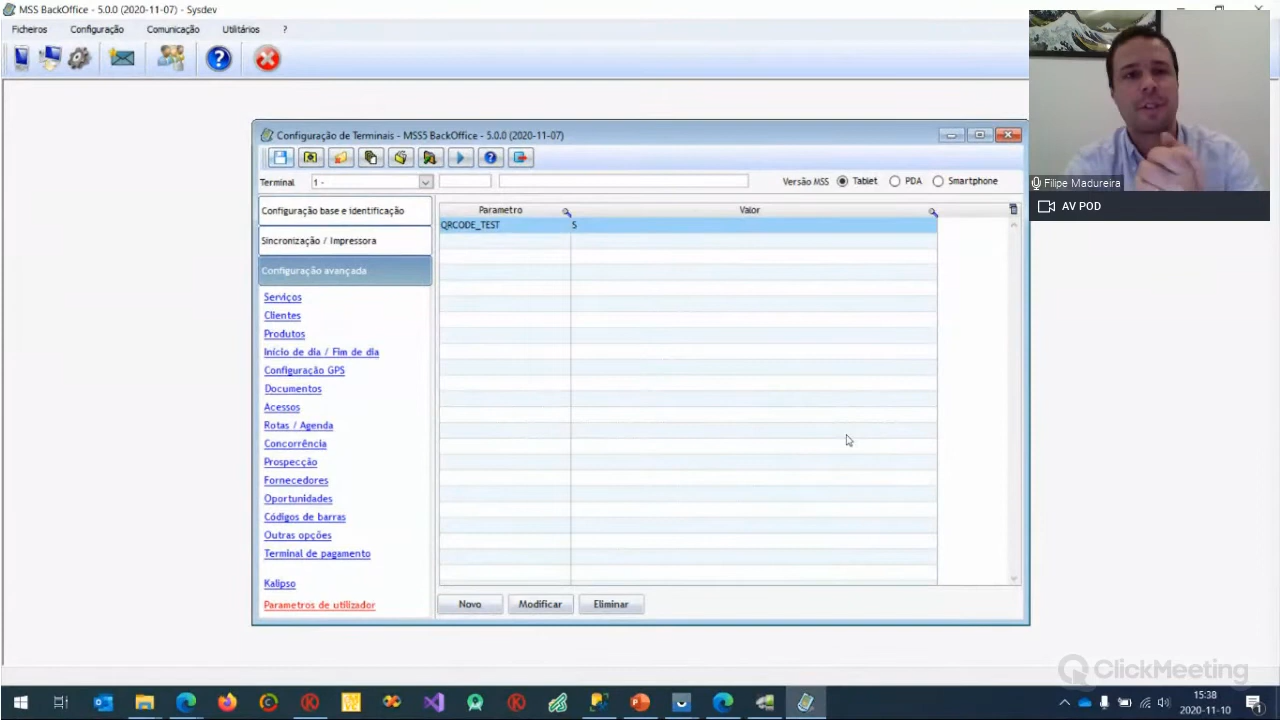 MSS BackOffice - 5.0.0 (2020-11-07) - Sysdev
Ficheiros Configuração Comunicação Utilitários ?
Configuração de Terminais - MSS5 BackOffice - 5.0.0 (2020-11-07)
Terminal 1 - Versão MSS Tablet PDA Smartphone
Configuração base e identificação
Sincronização / Impressora
Configuração avançada
Serviços
Clientes
Produtos
Início de dia / Fim de dia
Configuração GPS
Documentos
Acessos
Rotas / Agenda
Concorrência
Prospecção
Fornecedores
Oportunidades
Códigos de barras
Outras opções
Terminal de pagamento
Kalipso
Parametros de utilizador
Parametro Valor
QRCODE_TEST S
Novo Modificar Eliminar
Filipe Madureira
AV POD
ClickMeeting
15:38
2020-11-10
1